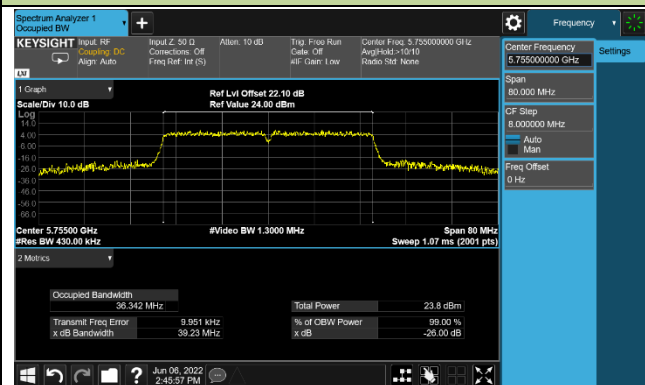 Spectrum Analyzer 1
Occupied BW
+
Frequency
KEYSIGHT
Input: RF
Coupling: DC
Align: Auto
Input Z: 50 Ω
Corrections: Off
Freq Ref: Int (S)
Atten: 10 dB
Trig: Free Run
Gate: Off
#IF Gain: Low
Center Freq: 5.755000000 GHz
Avg|Hold:>10/10
Radio Std: None
LXI
Center Frequency
5.755000000 GHz
Settings
Span
80.000 MHz
CF Step
8.000000 MHz
Auto
Man
Freq Offset
0 Hz
1 Graph
Scale/Div 10.0 dB
Ref Lvl Offset 22.10 dB
Ref Value 24.00 dBm
Log
14.0
4.00
-6.00
-16.0
-26.0
-36.0
-46.0
-56.0
-66.0
Center 5.75500 GHz
#Res BW 430.00 kHz
#Video BW 1.3000 MHz
Span 80 MHz
Sweep 1.07 ms (2001 pts)
2 Metrics
Occupied Bandwidth
36.342 MHz
Total Power
23.8 dBm
Transmit Freq Error
9.951 kHz
% of OBW Power
99.00 %
x dB Bandwidth
39.23 MHz
x dB
-26.00 dB
?
Jun 06, 2022
2:45:57 PM